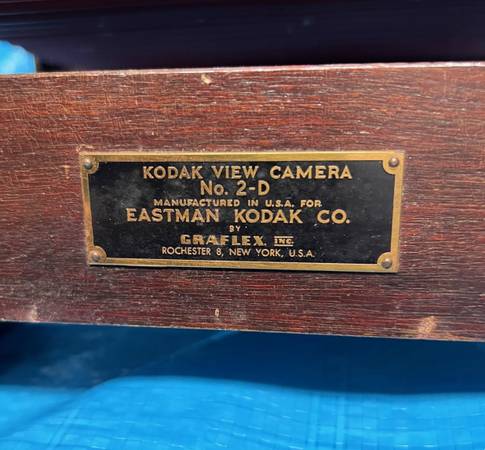 KODAK VIEW CAMERA
No. 2-D
MANUFACTURED IN U.S.A. FOR
EASTMAN KODAK CO.
BY
GRAFLEX, INC.
ROCHESTER 8, NEW YORK, U.S.A.